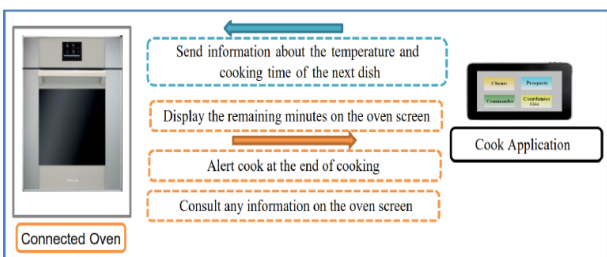 Send information about the temperature and
cooking time of the next dish
Display the remaining minutes on the oven screen
Alert cook at the end of cooking
Consult any information on the oven screen
Connected Oven
Clients
Prospects
Commandes
Cook Application